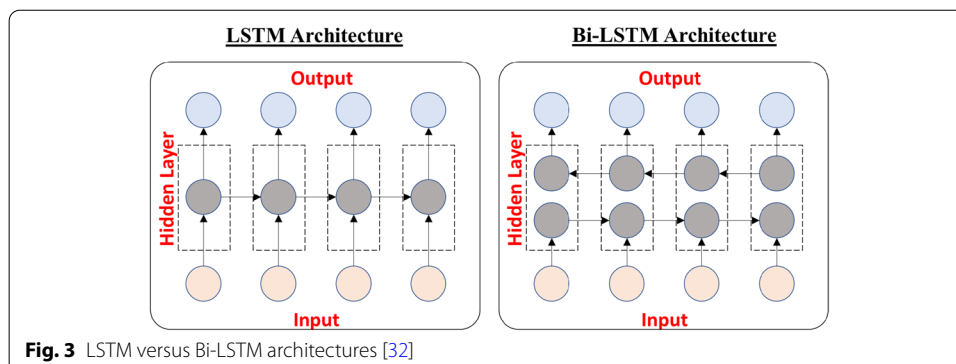 LSTM Architecture
Output
Hidden Layer
Input
Bi-LSTM Architecture
Output
Hidden Layer
Input
Fig. 3 LSTM versus Bi-LSTM architectures [32]